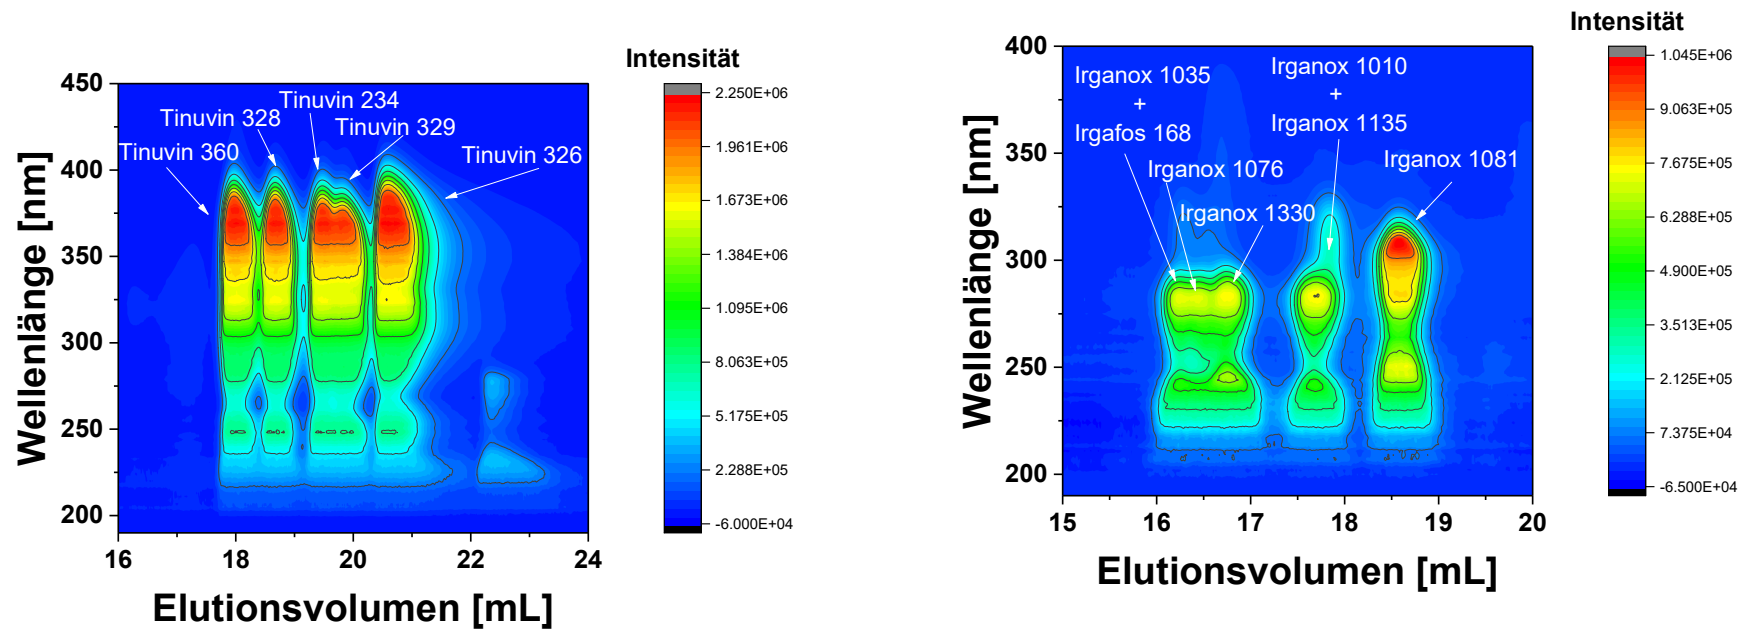 Intensität
2.250E+06
1.961E+06
1.673E+06
1.384E+06
1.095E+06
8.063E+05
5.175E+05
2.288E+05
-6.000E+04
450
400
350
300
250
200
Wellenlänge [nm]
Tinuvin 234
Tinuvin 328
Tinuvin 329
Tinuvin 360
Tinuvin 326
16
18
20
22
24
Elutionsvolumen [mL]
Intensität
1.045E+06
9.063E+05
7.675E+05
6.288E+05
4.900E+05
3.513E+05
2.125E+05
7.375E+04
-6.500E+04
400
350
300
250
200
Wellenlänge [nm]
Irganox 1035
+
Irgafos 168
Irganox 1010
+
Irganox 1135
Irganox 1076
Irganox 1081
Irganox 1330
15
16
17
18
19
20
Elutionsvolumen [mL]